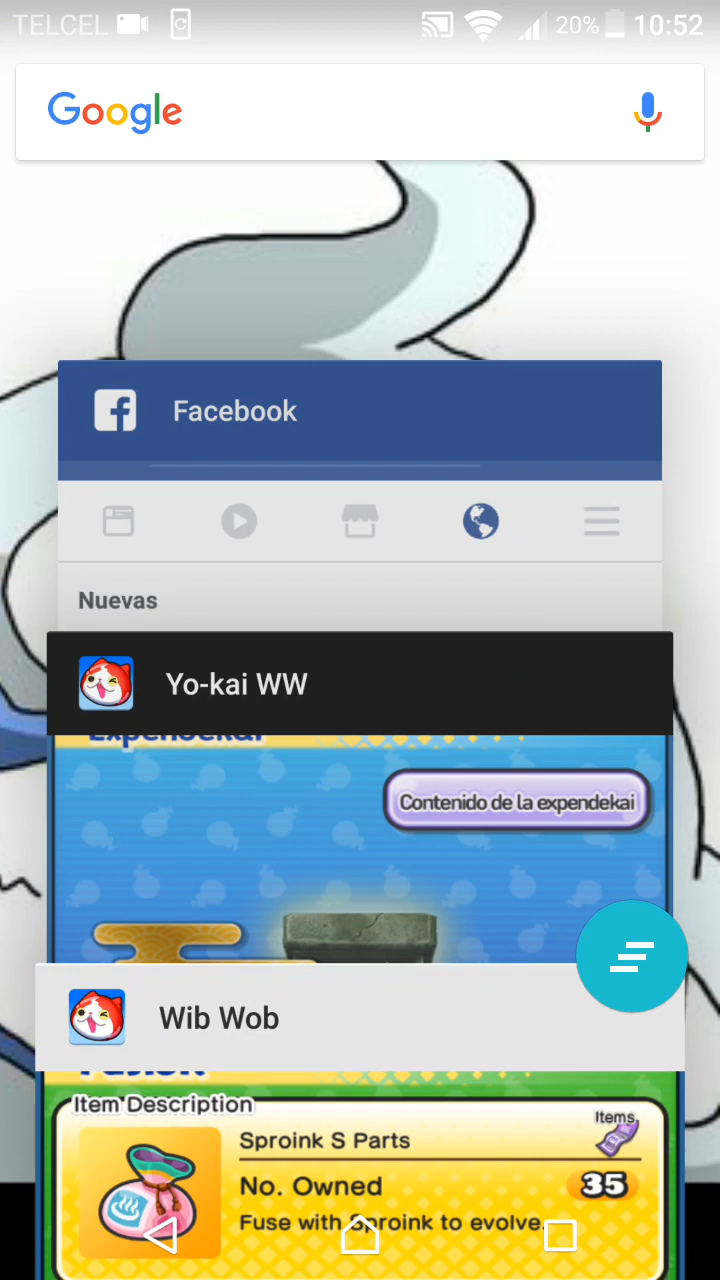 TELCEL
20%
10:52
Google
Facebook
Nuevas
Yo-kai WW
Expendekai
Contenido de la expendekai
Wib Wob
Item Description
Items
Sproink S Parts
No. Owned
35
Fuse with Sproink to evolve.